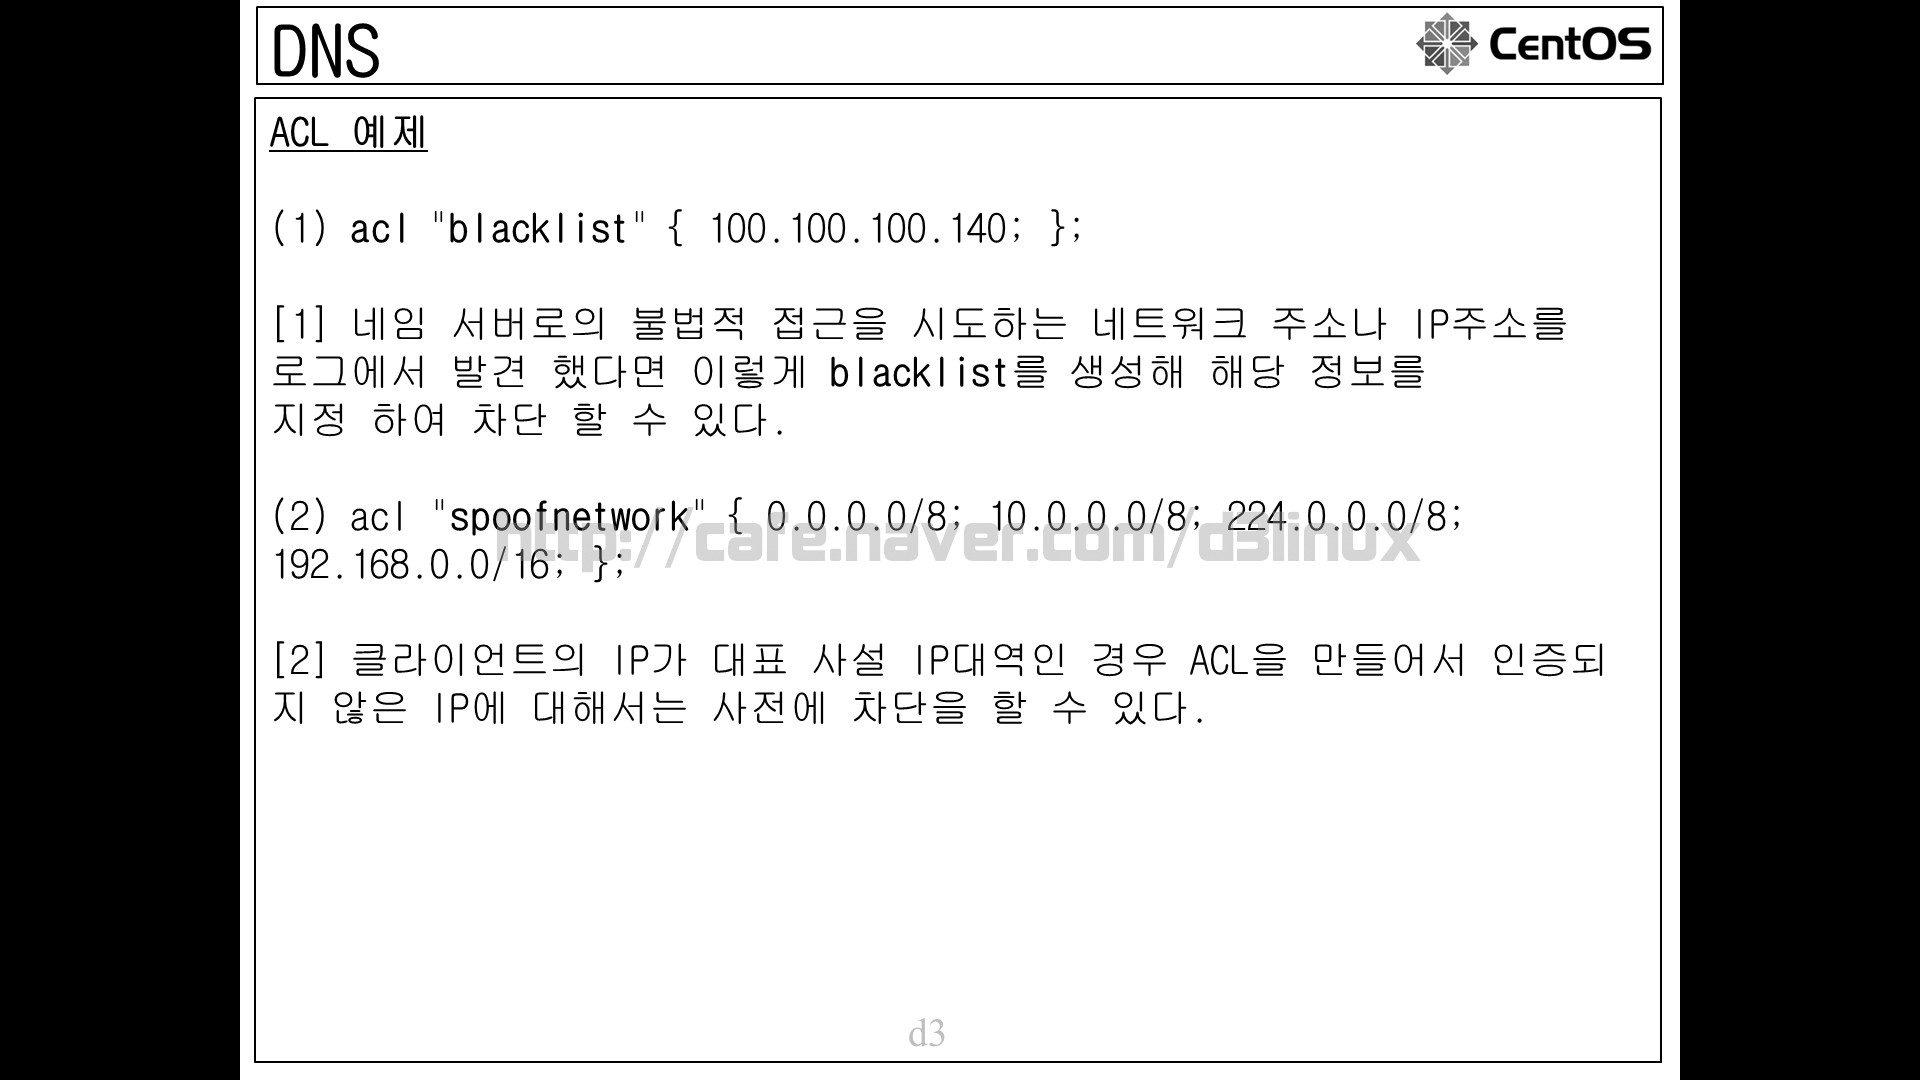 DNS
CentOS
ACL 예제
(1) acl "blacklist" { 100.100.100.140; };
[1] 네임 서버로의 불법적 접근을 시도하는 네트워크 주소나 IP주소를
로그에서 발견 했다면 이렇게 blacklist를 생성해 해당 정보를
지정 하여 차단 할 수 있다.
(2) acl "spoofnetwork" { 0.0.0.0/8; 10.0.0.0/8; 224.0.0.0/8;
192.168.0.0/16; };
http://cafe.naver.com/d3linux
[2] 클라이언트의 IP가 대표 사설 IP대역인 경우 ACL을 만들어서 인증되
지 않은 IP에 대해서는 사전에 차단을 할 수 있다.
d3